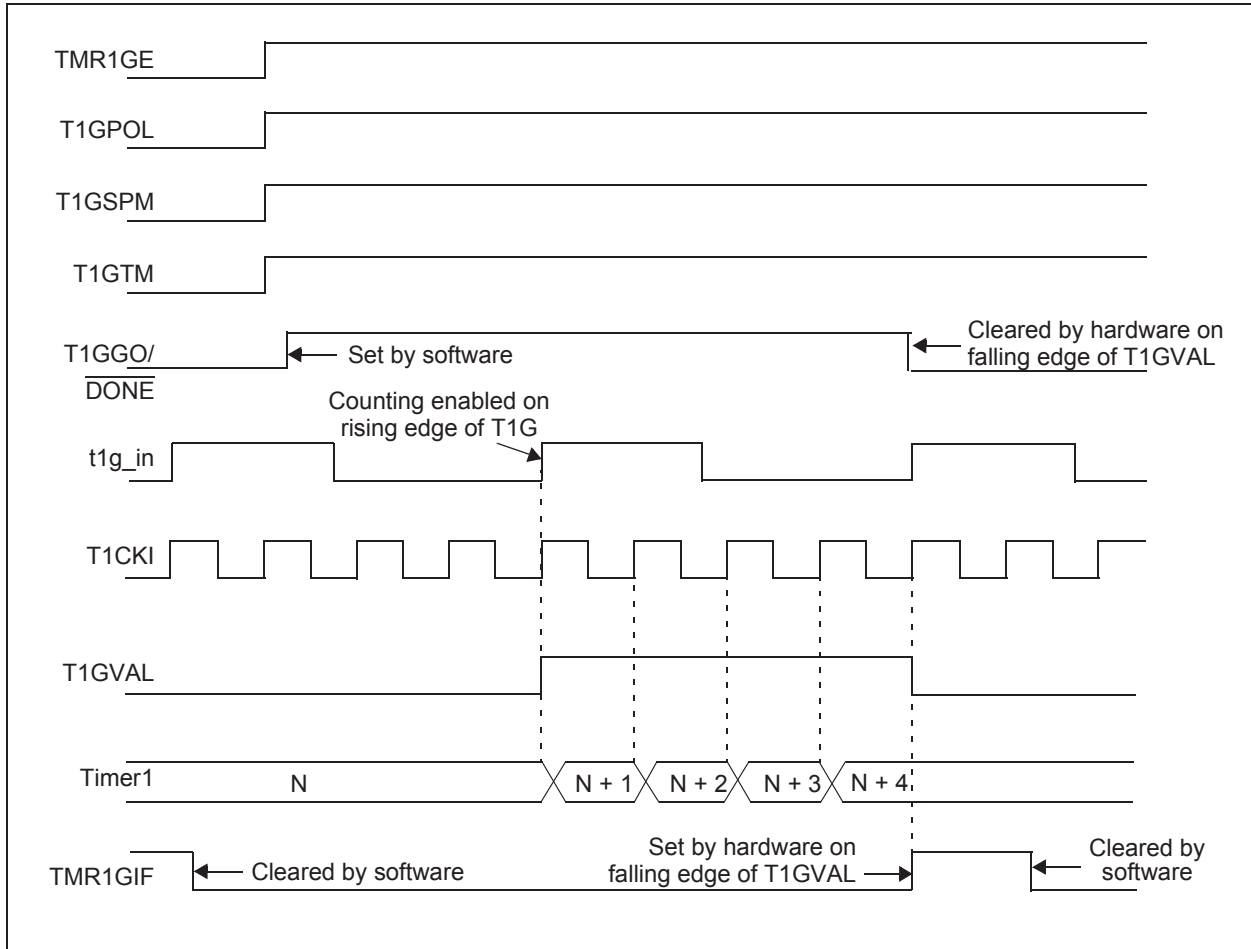 TMR1GE
T1GPOL
T1GSPM
T1GTM
T1GGO/
DONE
Set by software
Cleared by hardware on
falling edge of T1GVAL
Counting enabled on
rising edge of T1G
t1g_in
T1CKI
T1GVAL
Timer1
N
N + 1
N + 2
N + 3
N + 4
TMR1GIF
Cleared by software
Set by hardware on
falling edge of T1GVAL
Cleared by
software